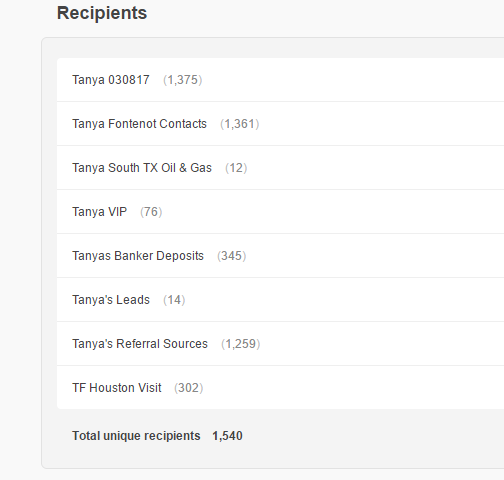 Recipients
Tanya 030817 (1,375)
Tanya Fontenot Contacts (1,361)
Tanya South TX Oil & Gas (12)
Tanya VIP (76)
Tanyas Banker Deposits (345)
Tanya's Leads (14)
Tanya's Referral Sources (1,259)
TF Houston Visit (302)
Total unique recipients 1,540